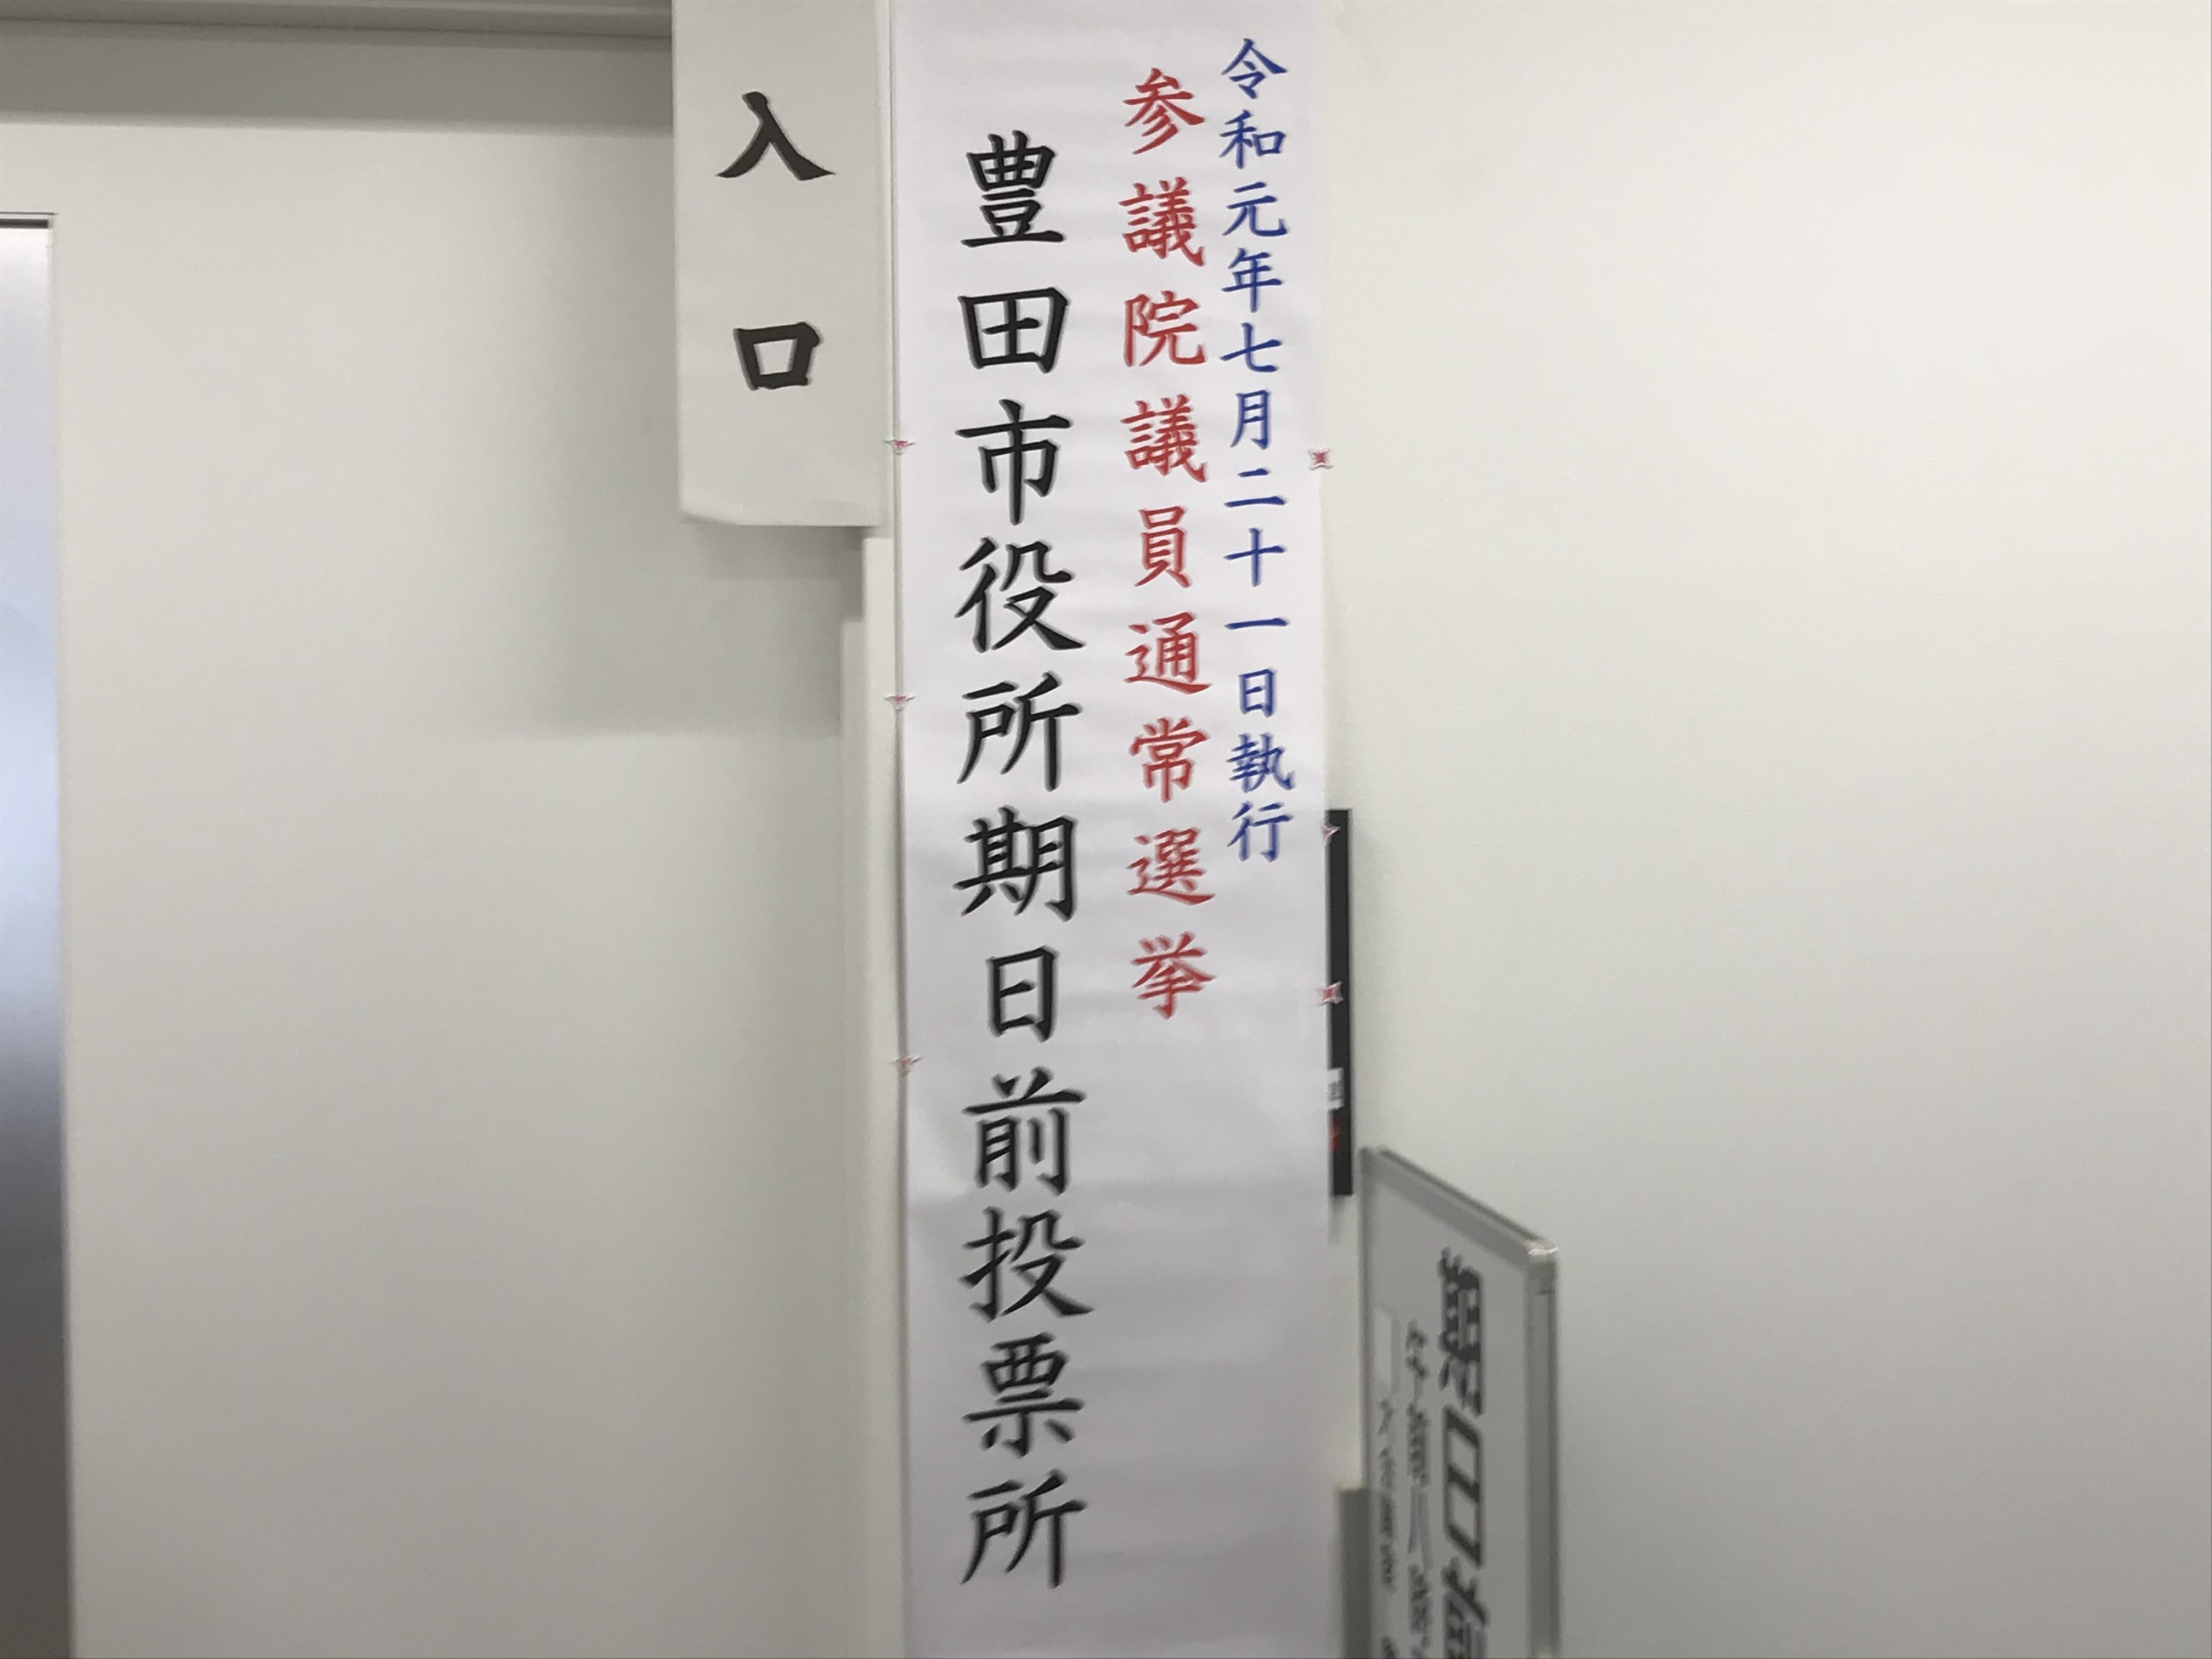 令和元年七月二十一日執行
参議院議員通常選挙
豊田市役所期日前投票所
入口